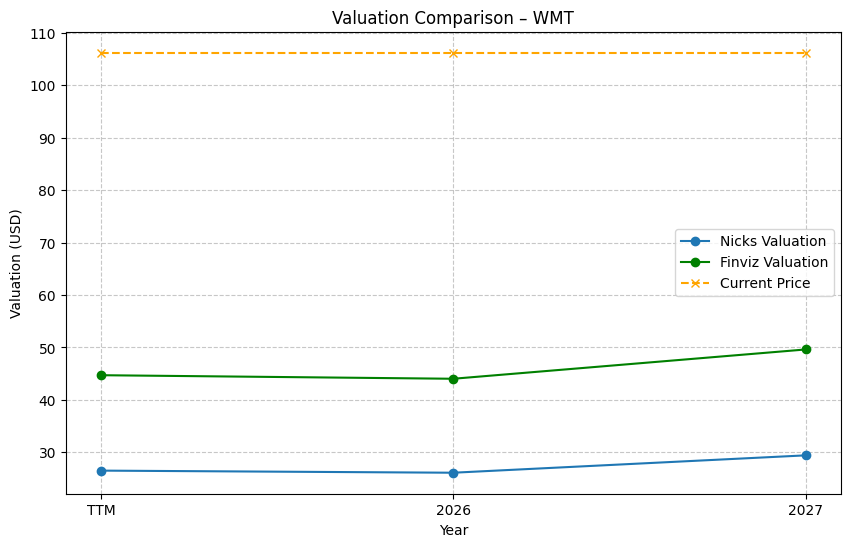 Valuation Comparison – WMT
Valuation (USD)
110
100
90
80
70
60
50
40
30
Nicks Valuation
Finviz Valuation
Current Price
TTM
2026
2027
Year